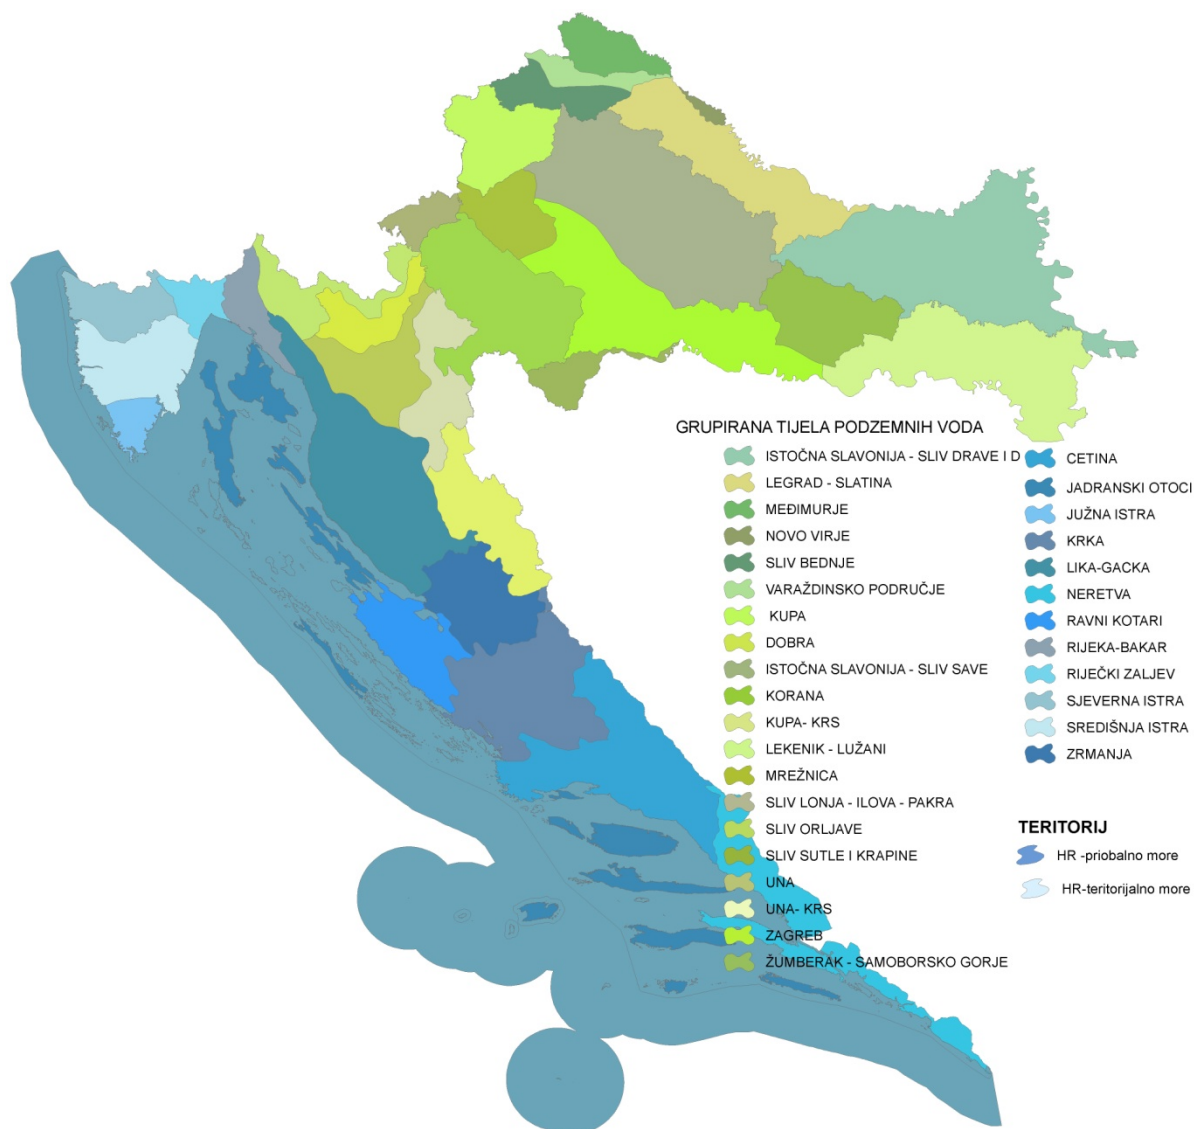 GRUPIRANA TIJELA PODZEMNIH VODA
ISTOČNA SLAVONIJA - SLIV DRAVE I D
LEGRAD - SLATINA
MEĐIMURJE
NOVO VIRJE
SLIV BEDNJE
VARAŽDINSKO PODRUČJE
KUPA
DOBRA
ISTOČNA SLAVONIJA - SLIV SAVE
KORANA
KUPA- KRS
LEKENIK - LUŽANI
MREŽNICA
SLIV LONJA - ILOVA - PAKRA
SLIV ORLJAVE
SLIV SUTLE I KRAPINE
UNA
UNA- KRS
ZAGREB
ŽUMBERAK - SAMOBORSKO GORJE
CETINA
JADRANSKI OTOCI
JUŽNA ISTRA
KRKA
LIKA-GACKA
NERETVA
RAVNI KOTARI
RIJEKA-BAKAR
RIJEČKI ZALJEV
SJEVERNA ISTRA
SREDIŠNJA ISTRA
ZRMANJA
TERITORIJ
HR -priobalno more
HR-teritorijalno more